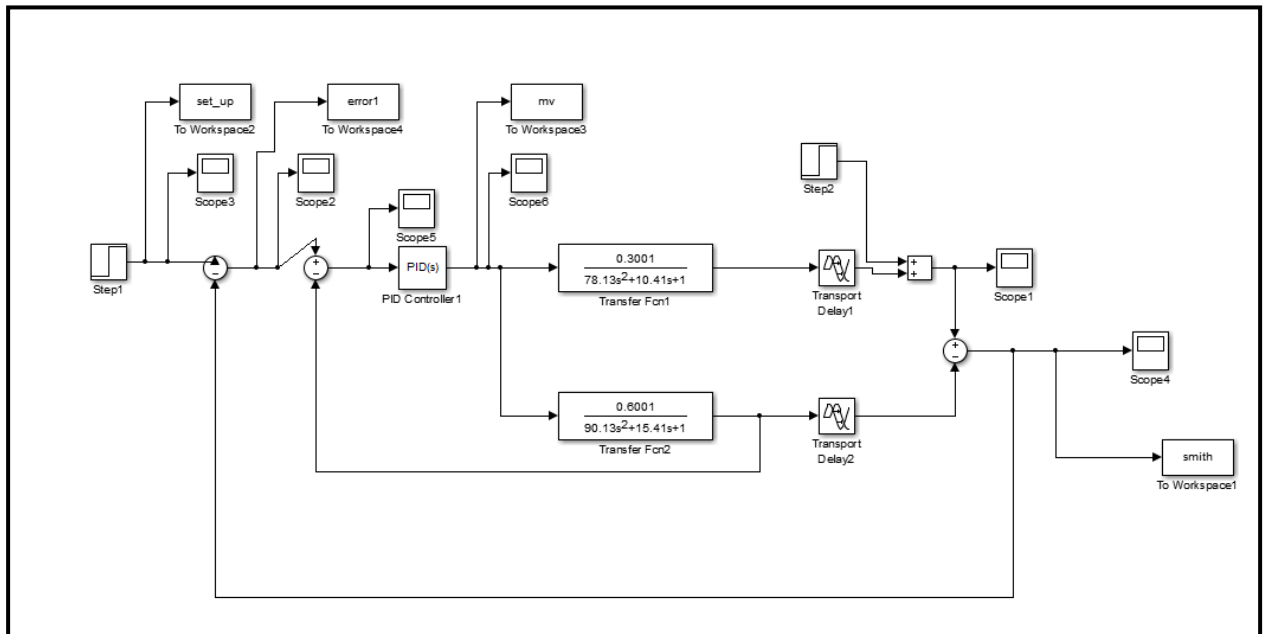 set_up
To Workspace2
error1
To Workspace4
mv
To Workspace3
Scope3
Scope2
Scope6
Step2
Scope5
Step1
PID(s)
PID Controller1
0.3001
78.13s²+10.41s+1
Transfer Fcn1
Transport
Delay1
Scope1
Scope4
0.6001
90.13s²+15.41s+1
Transfer Fcn2
Transport
Delay2
smith
To Workspace1